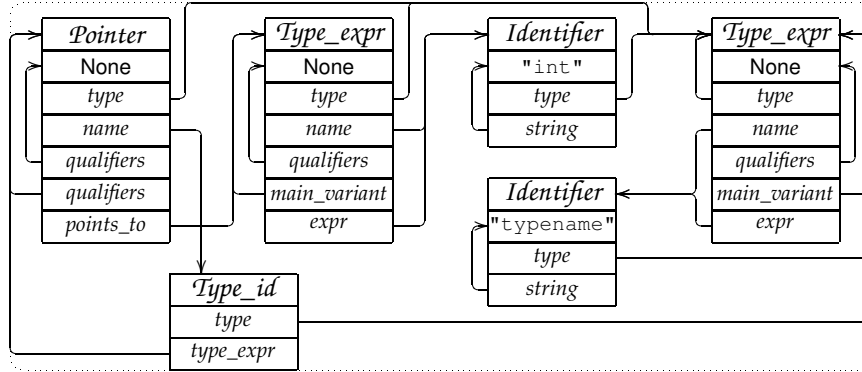 Pointer
None
type
name
qualifiers
qualifiers
points_to
Type_expr
None
type
name
qualifiers
main_variant
expr
Identifier
"int"
type
string
Identifier
"typename"
type
string
Type_expr
None
type
name
qualifiers
main_variant
expr
Type_id
type
type_expr